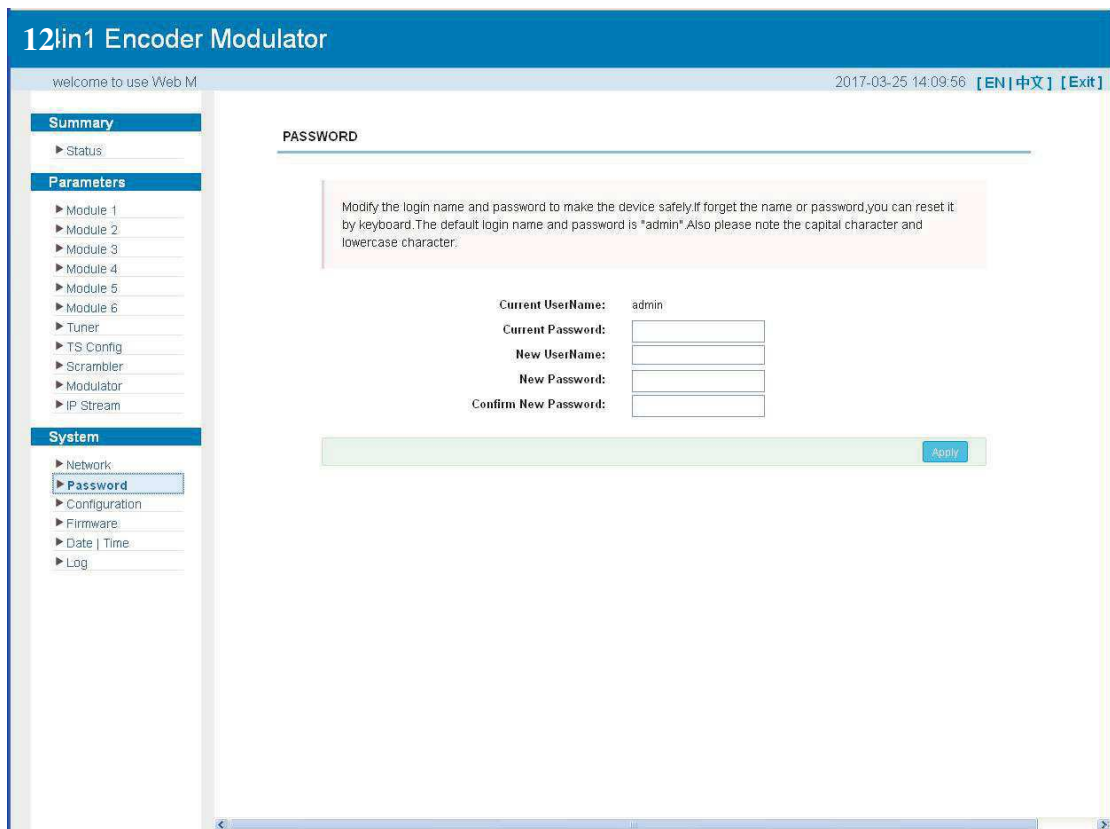 12in1 Encoder Modulator
welcome to use Web M
2017-03-25 14:09:56 [EN|中文] [Exit]
Summary
Status
Parameters
Module 1
Module 2
Module 3
Module 4
Module 5
Module 6
Tuner
TS Config
Scrambler
Modulator
IP Stream
System
Network
Password
Configuration
Firmware
Date | Time
Log
PASSWORD
Modify the login name and password to make the device safely.If forget the name or password,you can reset it
by keyboard.The default login name and password is "admin".Also please note the capital character and
lowercase character.
Current UserName: admin
Current Password:
New UserName:
New Password:
Confirm New Password:
Apply